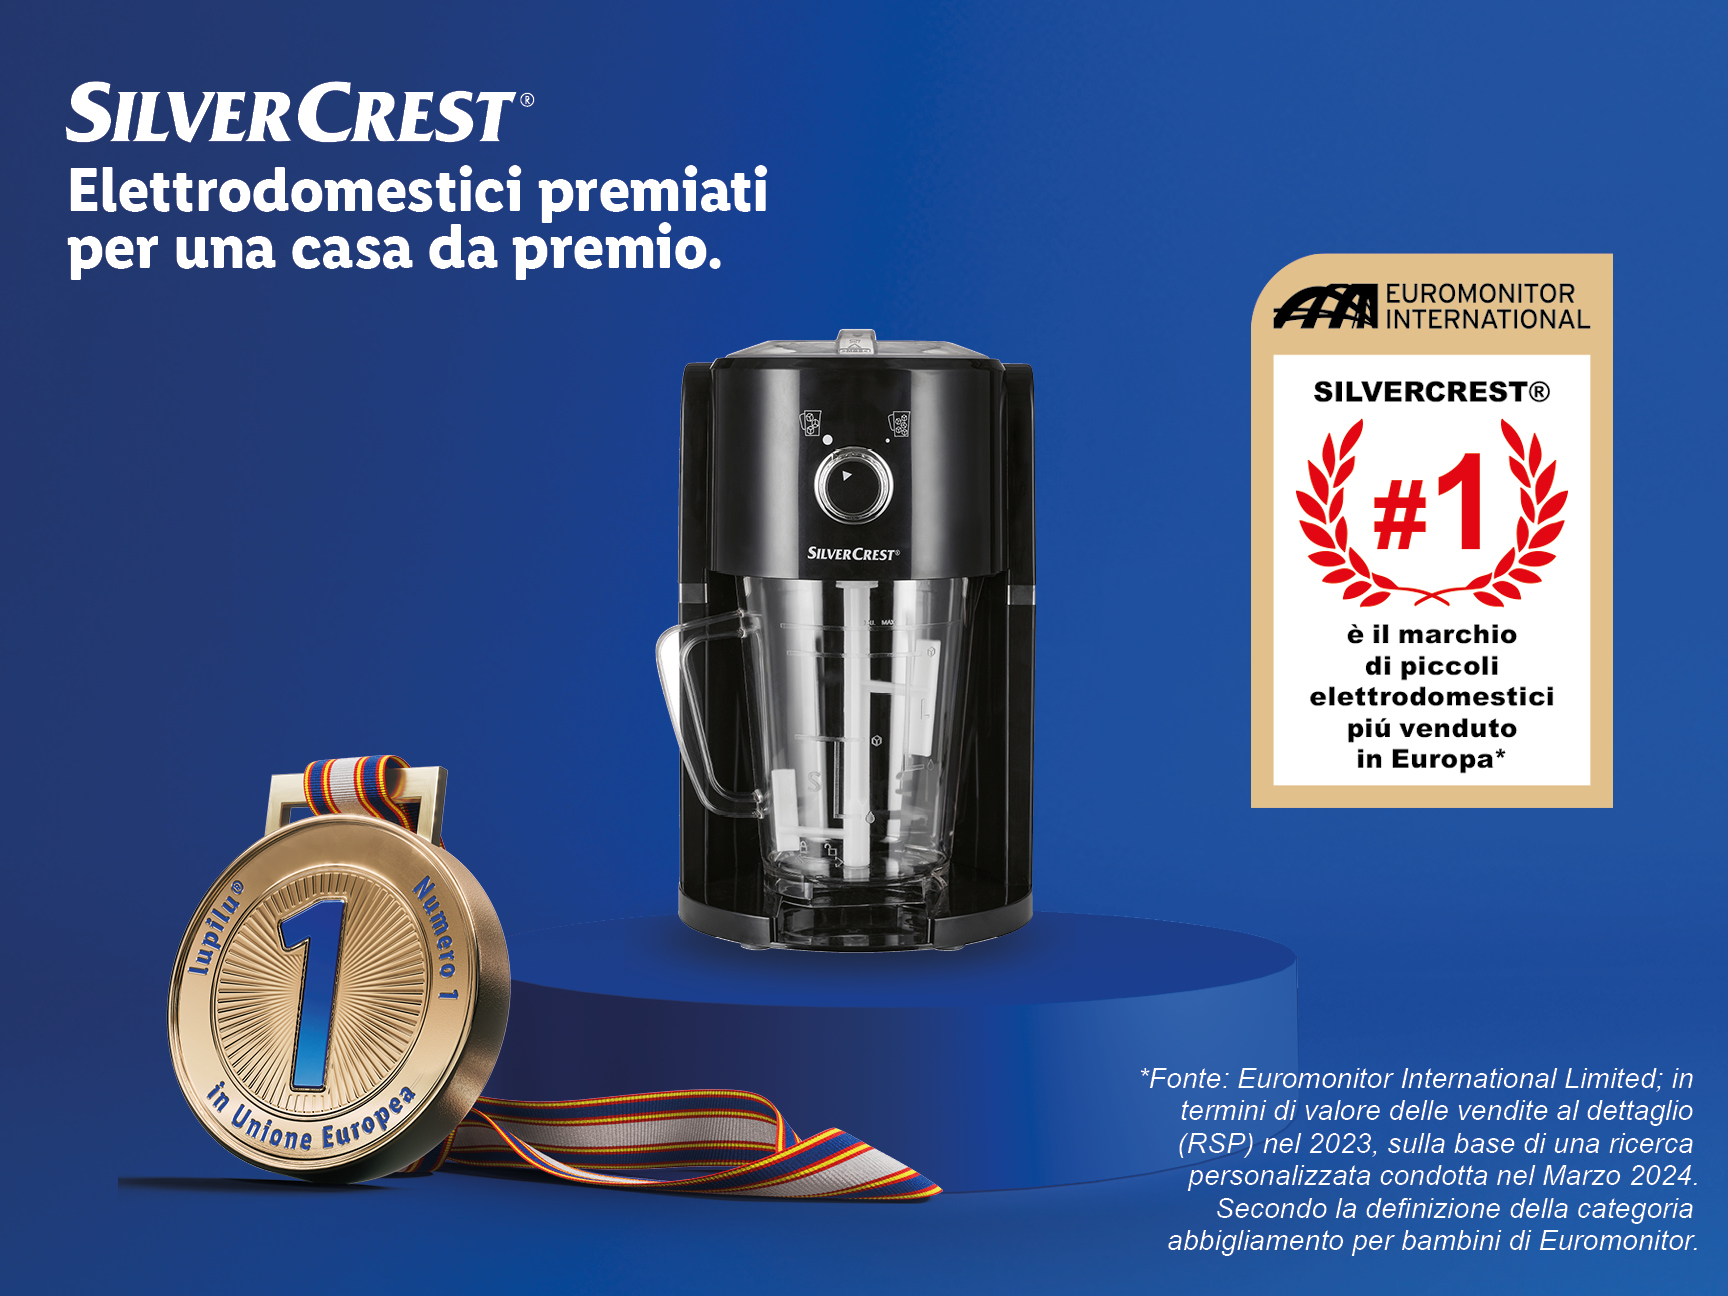 SILVERCREST®
Elettrodomestici premiati
per una casa da premio.
EUROMONITOR
INTERNATIONAL
SILVERCREST®
#1
è il marchio
di piccoli
elettrodomestici
piú venduto
in Europa*
SILVERCREST®
MAX
lupilu® Numero 1
1
in Unione Europea
*Fonte: Euromonitor International Limited; in
termini di valore delle vendite al dettaglio
(RSP) nel 2023, sulla base di una ricerca
personalizzata condotta nel Marzo 2024.
Secondo la definizione della categoria
abbigliamento per bambini di Euromonitor.